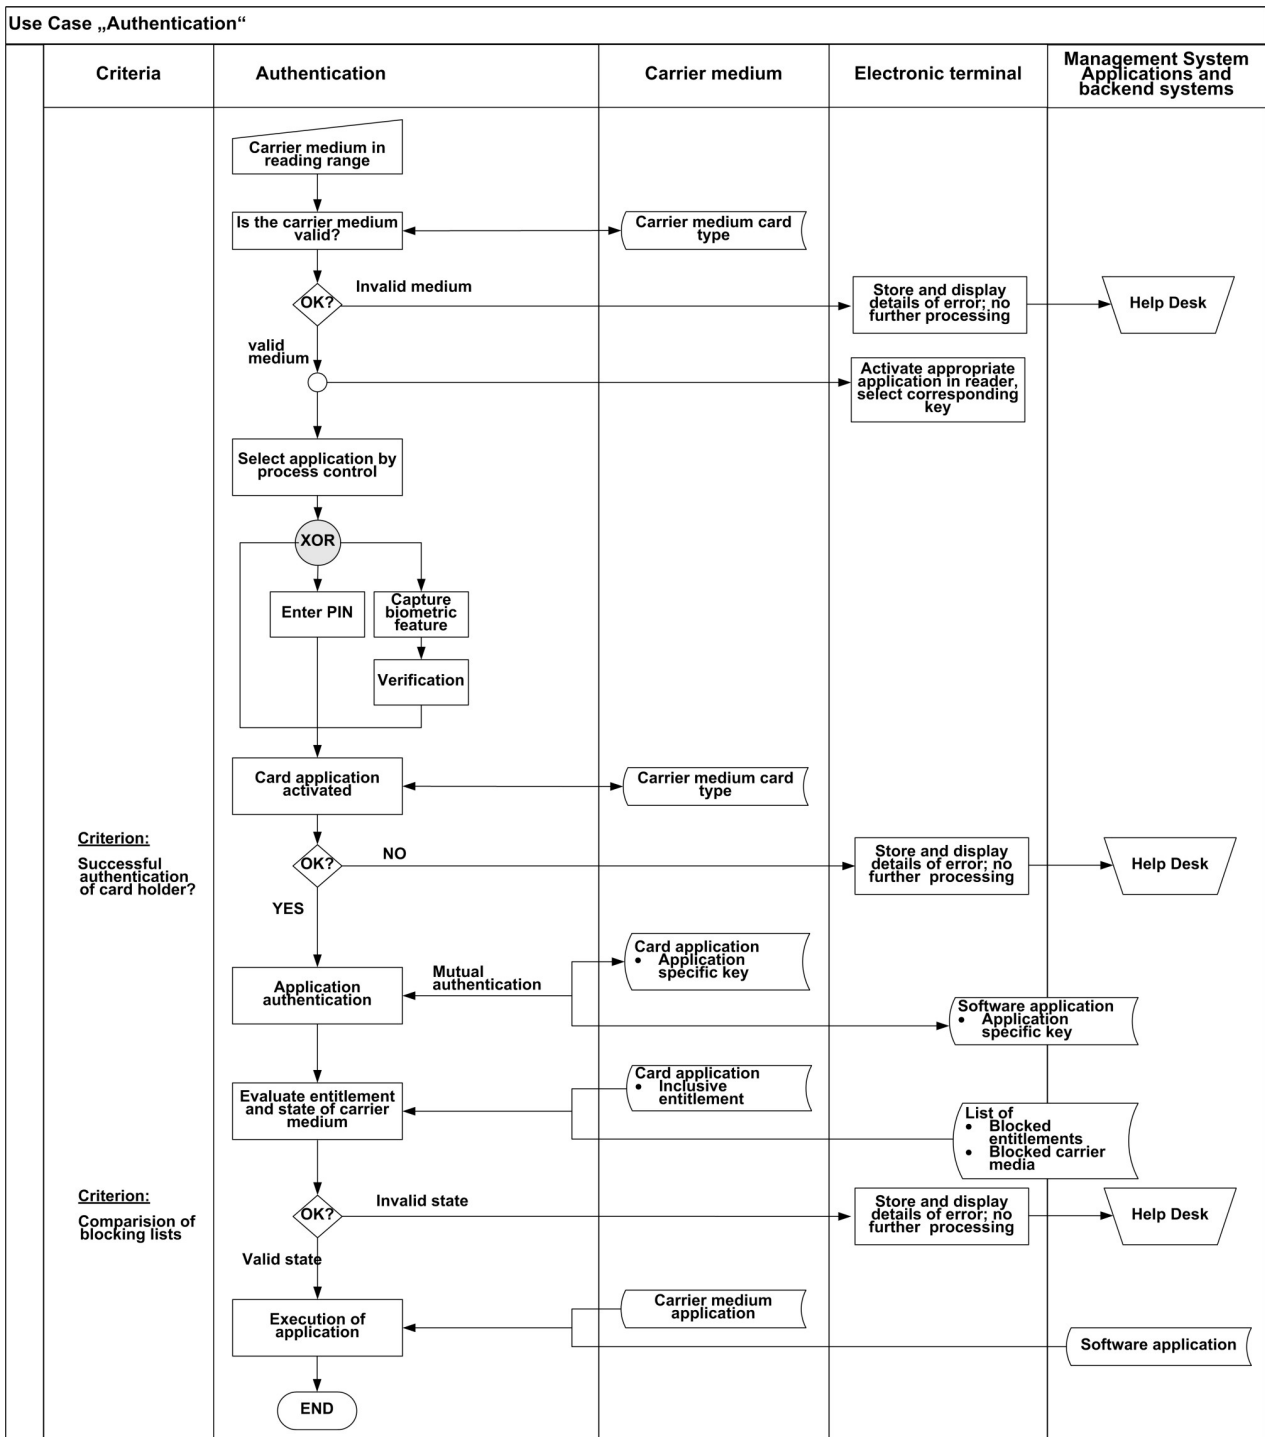 Use Case „Authentication“
Criteria
Authentication
Carrier medium
Electronic terminal
Management System
Applications and
backend systems
Carrier medium in
reading range
Is the carrier medium
valid?
Carrier medium card
type
OK?
Invalid medium
Store and display
details of error; no
further processing
Help Desk
valid
medium
Activate appropriate
application in reader,
select corresponding
key
Select application by
process control
XOR
Enter PIN
Capture
biometric
feature
Verification
Card application
activated
Carrier medium card
type
Criterion:
Successful
authentication
of card holder?
OK?
NO
Store and display
details of error; no
further processing
Help Desk
YES
Application
authentication
Mutual
authentication
Card application
• Application
specific key
Software application
• Application
specific key
Evaluate entitlement
and state of carrier
medium
Card application
• Inclusive
entitlement
List of
• Blocked
entitlements
• Blocked carrier
media
Criterion:
Comparision of
blocking lists
OK?
Invalid state
Store and display
details of error; no
further processing
Help Desk
Valid state
Execution of
application
Carrier medium
application
Software application
END